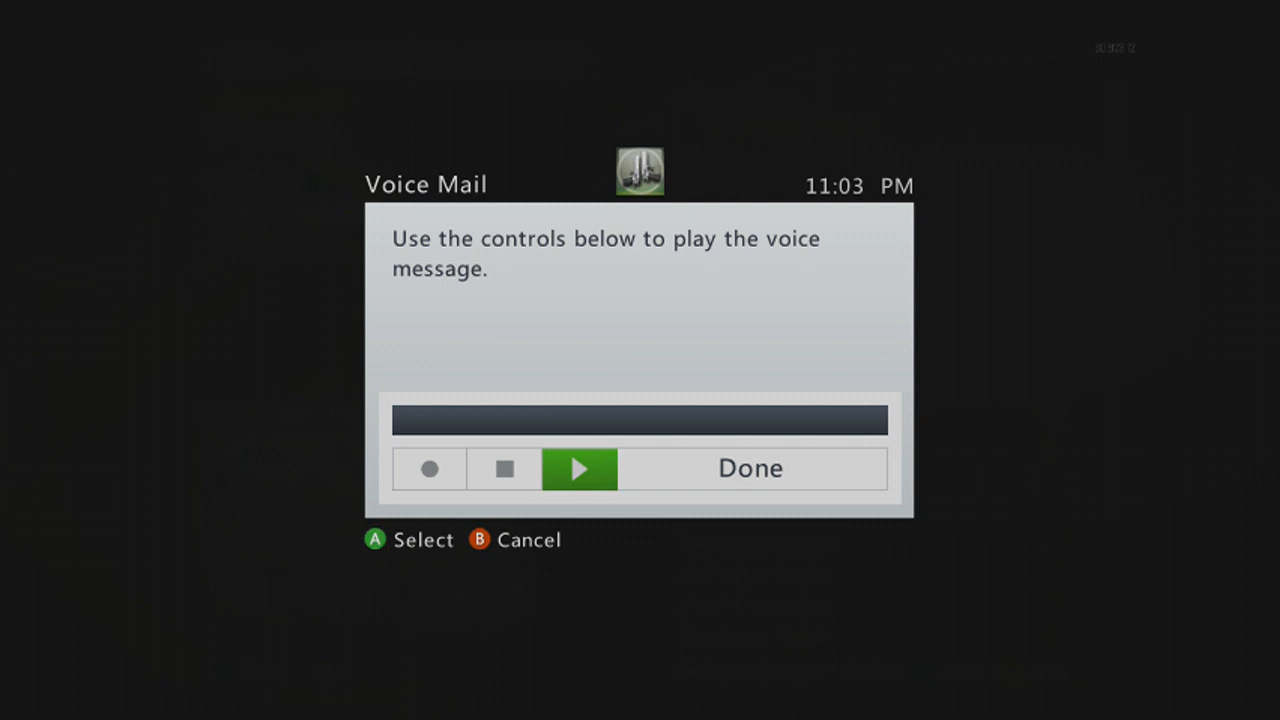 Voice Mail
11:03 PM
Use the controls below to play the voice
message.
Done
A Select B Cancel